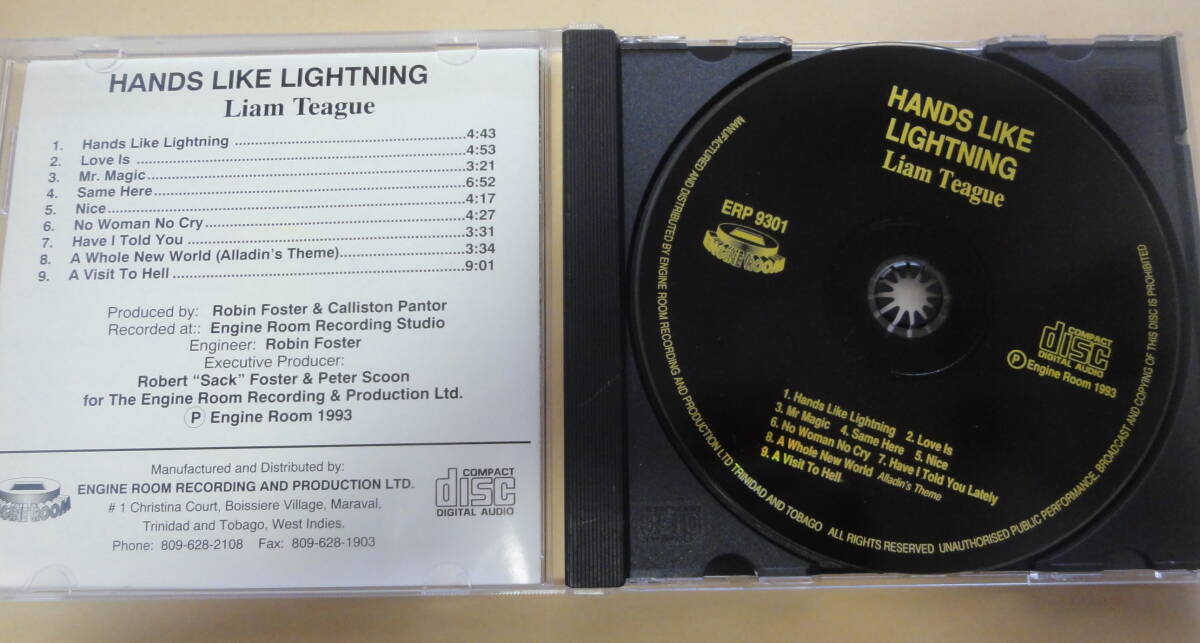 HANDS LIKE LIGHTNING
Liam Teague
1. Hands Like Lightning ........ 4:43
2. Love Is ........ 4:53
3. Mr. Magic ........ 3:21
4. Same Here ........ 6:52
5. Nice ........ 4:17
6. No Woman No Cry ........ 4:27
7. Have I Told You ........ 3:31
8. A Whole New World (Alladin's Theme) ........ 3:34
9. A Visit To Hell ........ 9:01
Produced by: Robin Foster & Calliston Pantor
Recorded at:: Engine Room Recording Studio
Engineer: Robin Foster
Executive Producer:
Robert "Sack" Foster & Peter Scoon
for The Engine Room Recording & Production Ltd.
Ⓟ Engine Room 1993
Manufactured and Distributed by:
ENGINE ROOM RECORDING AND PRODUCTION LTD.
# 1 Christina Court, Boissiere Village, Maraval,
Trinidad and Tobago, West Indies.
Phone: 809-628-2108 Fax: 809-628-1903
ENGINE ROOM
COMPACT
disc
DIGITAL AUDIO
HANDS LIKE
LIGHTNING
Liam Teague
ERP 9301
ENGINE ROOM
COMPACT
disc
DIGITAL AUDIO
Ⓟ Engine Room 1993
1. Hands Like Lightning 2. Love Is
3. Mr Magic 4. Same Here 5. Nice
6. No Woman No Cry 7. Have I Told You Lately
8. A Whole New World Alladin's Theme
9. A Visit To Hell
MANUFACTURED AND DISTRIBUTED BY ENGINE ROOM RECORDING AND PRODUCTION LTD TRINIDAD AND TOBAGO ALL RIGHTS RESERVED UNAUTHORISED PUBLIC PERFORMANCE, BROADCAST AND COPYING OF THIS DISC IS PROHIBITED